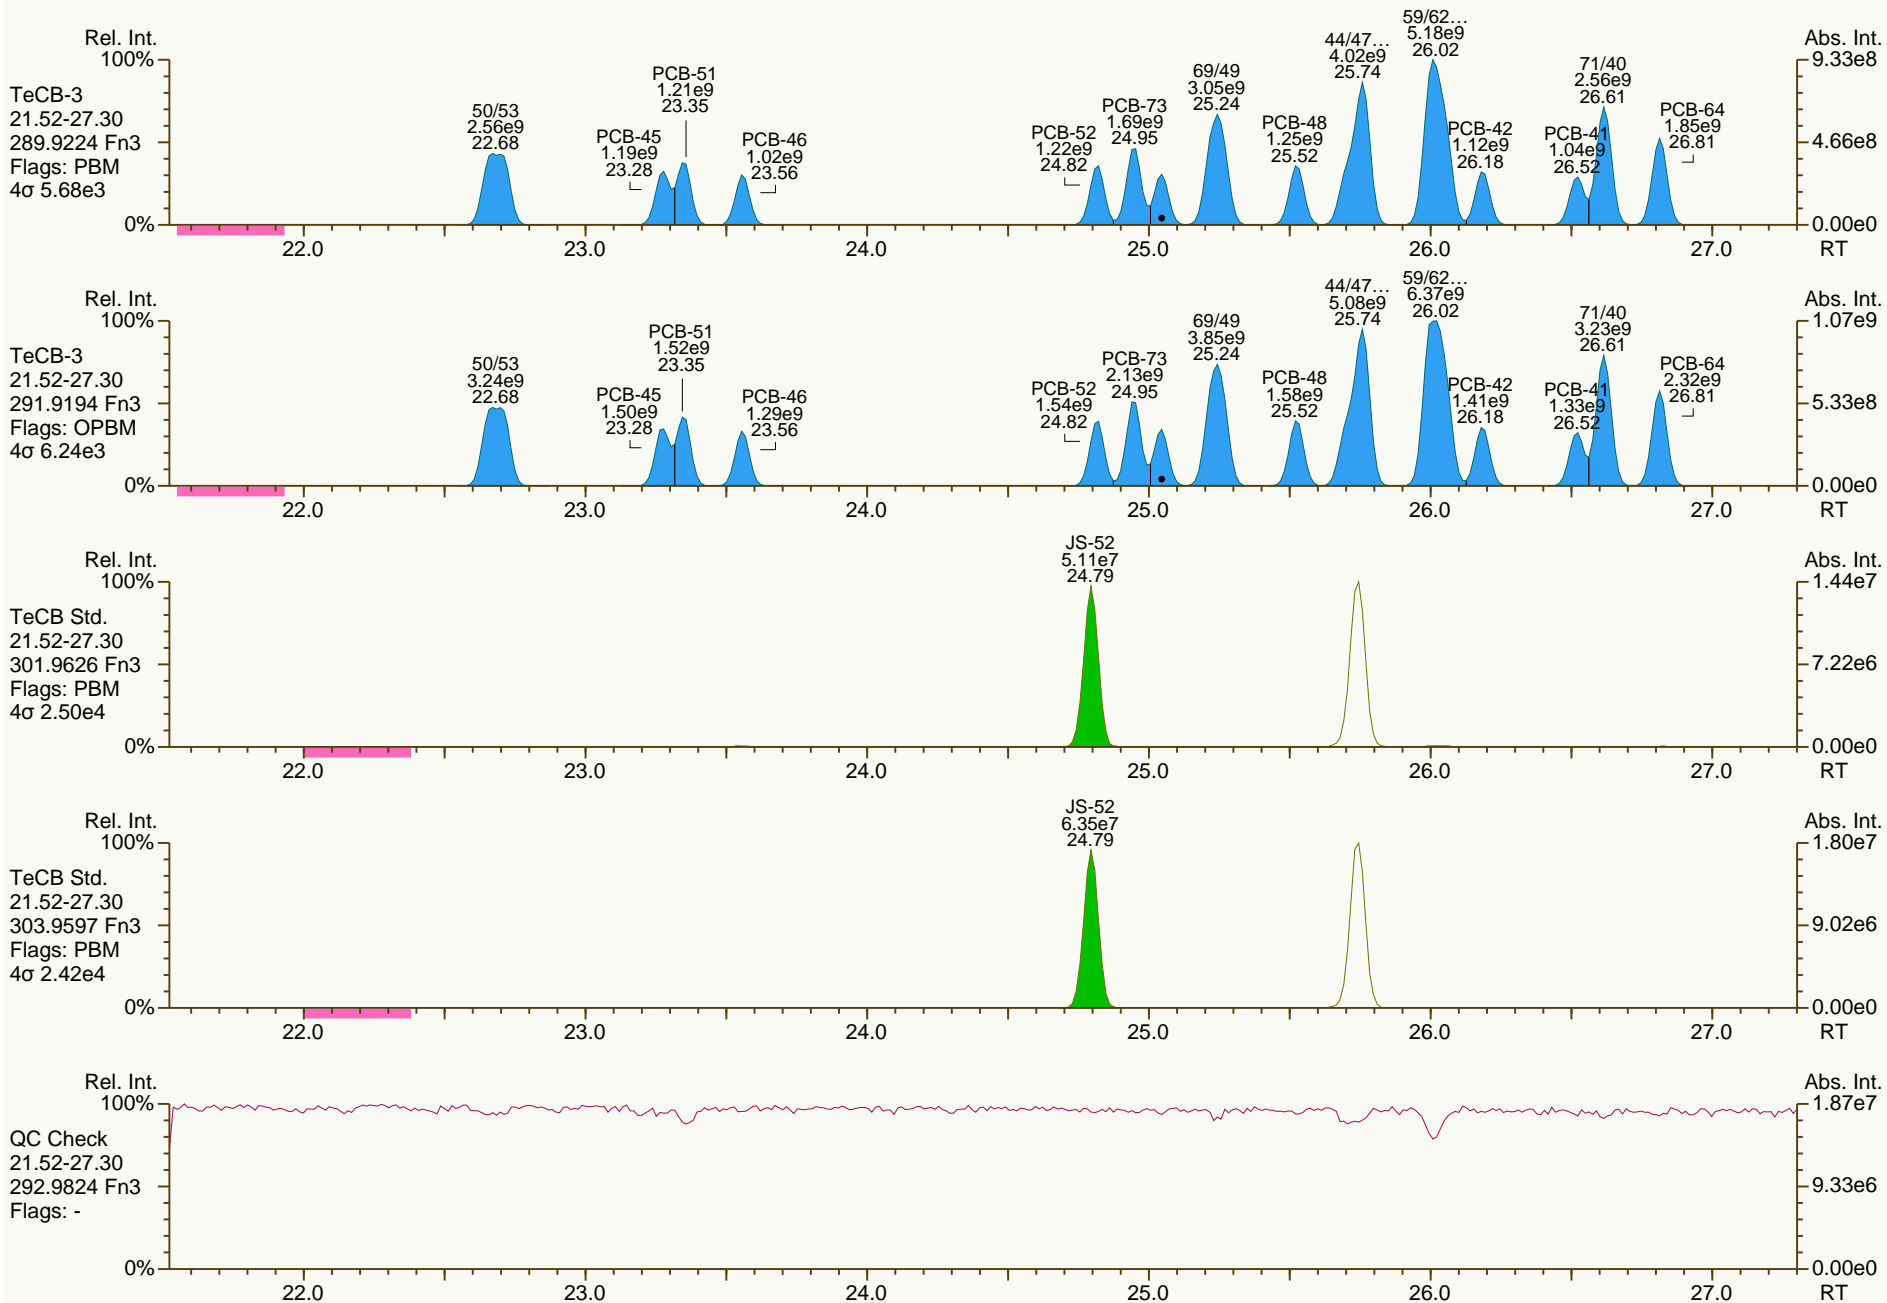 Rel. Int.
100%
0%
TeCB-3
21.52-27.30
289.9224 Fn3
Flags: PBM
4σ 5.68e3
50/53
2.56e9
22.68
PCB-45
1.19e9
23.28
PCB-51
1.21e9
23.35
PCB-46
1.02e9
23.56
PCB-52
1.22e9
24.82
PCB-73
1.69e9
24.95
69/49
3.05e9
25.24
PCB-48
1.25e9
25.52
44/47...
4.02e9
25.74
59/62...
5.18e9
26.02
PCB-42
1.12e9
26.18
PCB-41
1.04e9
26.52
71/40
2.56e9
26.61
PCB-64
1.85e9
26.81
Abs. Int.
9.33e8
4.66e8
0.00e0
22.0 23.0 24.0 25.0 26.0 27.0 RT
Rel. Int.
100%
0%
TeCB-3
21.52-27.30
291.9194 Fn3
Flags: OPBM
4σ 6.24e3
50/53
3.24e9
22.68
PCB-45
1.50e9
23.28
PCB-51
1.52e9
23.35
PCB-46
1.29e9
23.56
PCB-52
1.54e9
24.82
PCB-73
2.13e9
24.95
69/49
3.85e9
25.24
PCB-48
1.58e9
25.52
44/47...
5.08e9
25.74
59/62...
6.37e9
26.02
PCB-42
1.41e9
26.18
PCB-41
1.33e9
26.52
71/40
3.23e9
26.61
PCB-64
2.32e9
26.81
Abs. Int.
1.07e9
5.33e8
0.00e0
22.0 23.0 24.0 25.0 26.0 27.0 RT
Rel. Int.
100%
0%
TeCB Std.
21.52-27.30
301.9626 Fn3
Flags: PBM
4σ 2.50e4
JS-52
5.11e7
24.79
Abs. Int.
1.44e7
7.22e6
0.00e0
22.0 23.0 24.0 25.0 26.0 27.0 RT
Rel. Int.
100%
0%
TeCB Std.
21.52-27.30
303.9597 Fn3
Flags: PBM
4σ 2.42e4
JS-52
6.35e7
24.79
Abs. Int.
1.80e7
9.02e6
0.00e0
22.0 23.0 24.0 25.0 26.0 27.0 RT
Rel. Int.
100%
0%
QC Check
21.52-27.30
292.9824 Fn3
Flags: -
Abs. Int.
1.87e7
9.33e6
0.00e0
22.0 23.0 24.0 25.0 26.0 27.0 RT